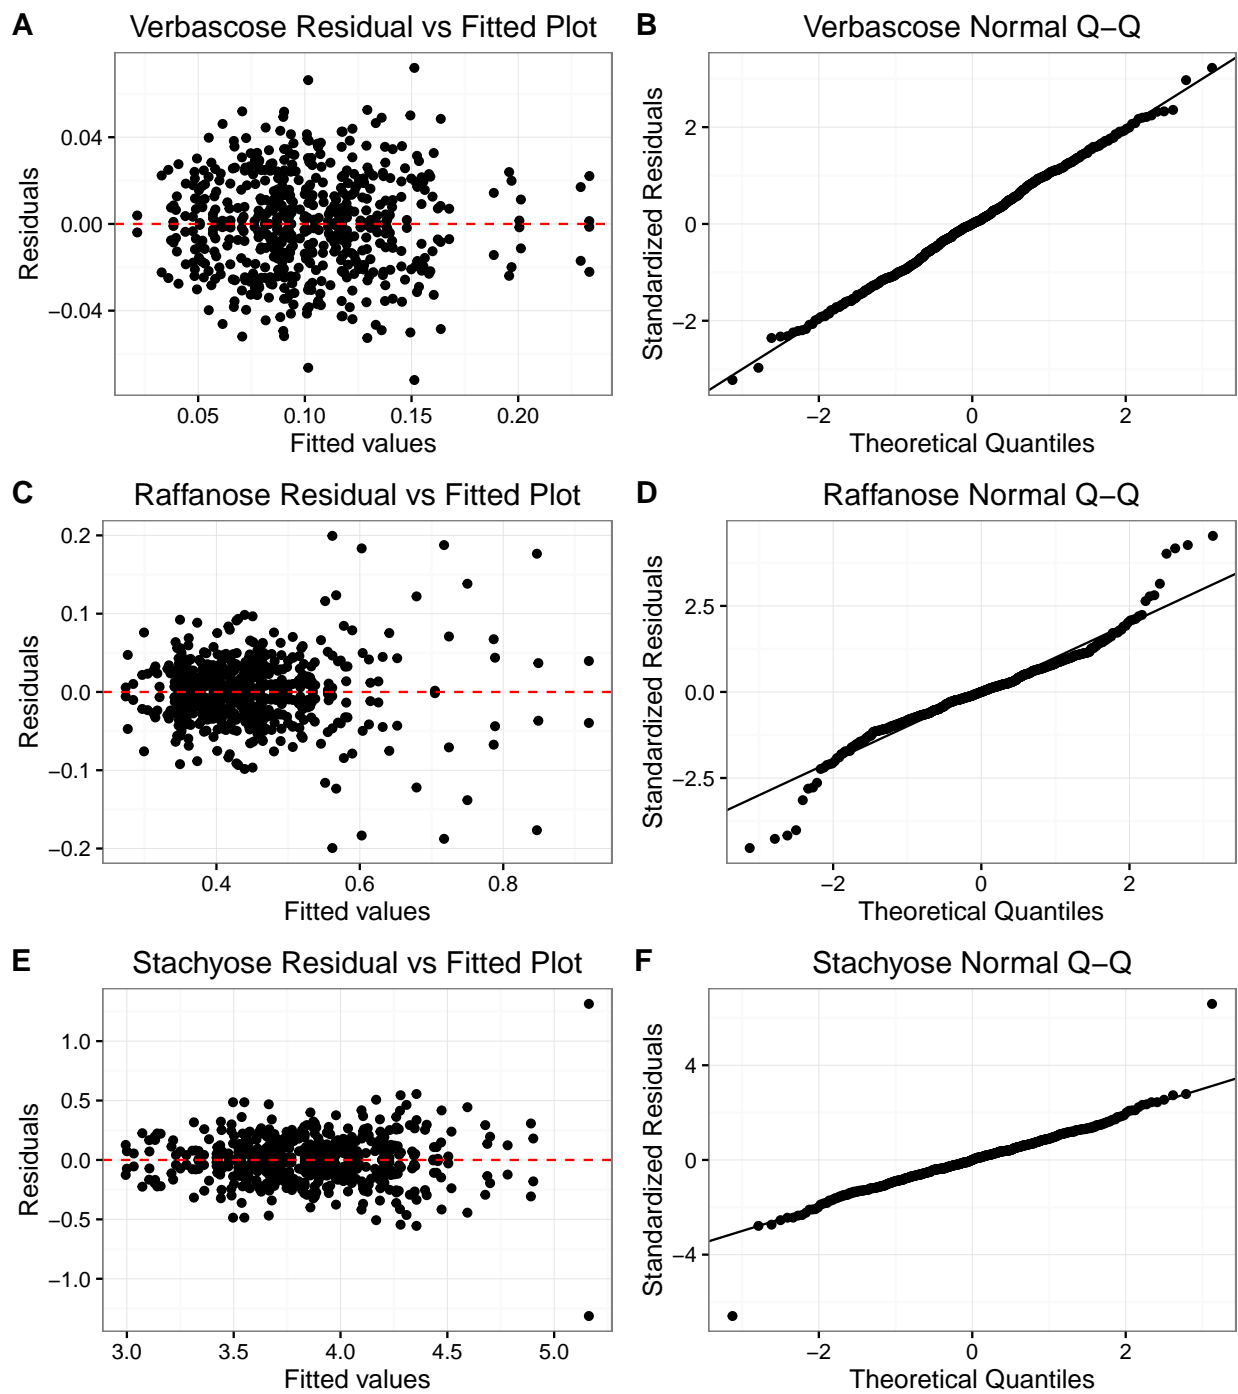 A
Verbascose Residual vs Fitted Plot
Residuals
0.04
0.00
−0.04
0.05 0.10 0.15 0.20
Fitted values
B
Verbascose Normal Q−Q
Standardized Residuals
2
0
−2
−2 0 2
Theoretical Quantiles
C
Raffanose Residual vs Fitted Plot
Residuals
0.2
0.1
0.0
−0.1
−0.2
0.4 0.6 0.8
Fitted values
D
Raffanose Normal Q−Q
Standardized Residuals
2.5
0.0
−2.5
−2 0 2
Theoretical Quantiles
E
Stachyose Residual vs Fitted Plot
Residuals
1.0
0.5
0.0
−0.5
−1.0
3.0 3.5 4.0 4.5 5.0
Fitted values
F
Stachyose Normal Q−Q
Standardized Residuals
4
0
−4
−2 0 2
Theoretical Quantiles